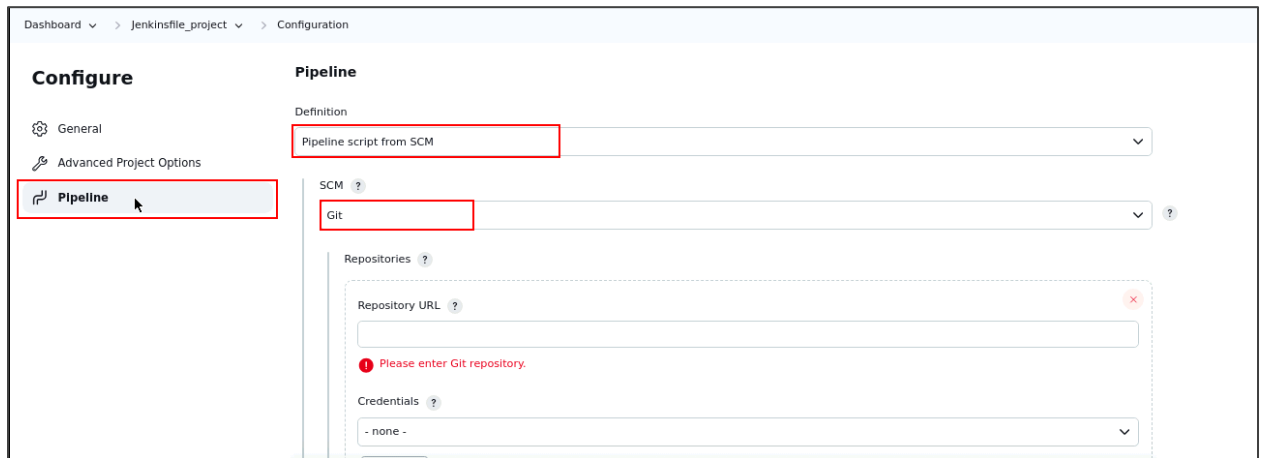 Dashboard > Jenkinsfile_project > Configuration
Configure
General
Advanced Project Options
Pipeline
Pipeline
Definition
Pipeline script from SCM
SCM ?
Git
?
Repositories ?
Repository URL ?
Please enter Git repository.
Credentials ?
- none -